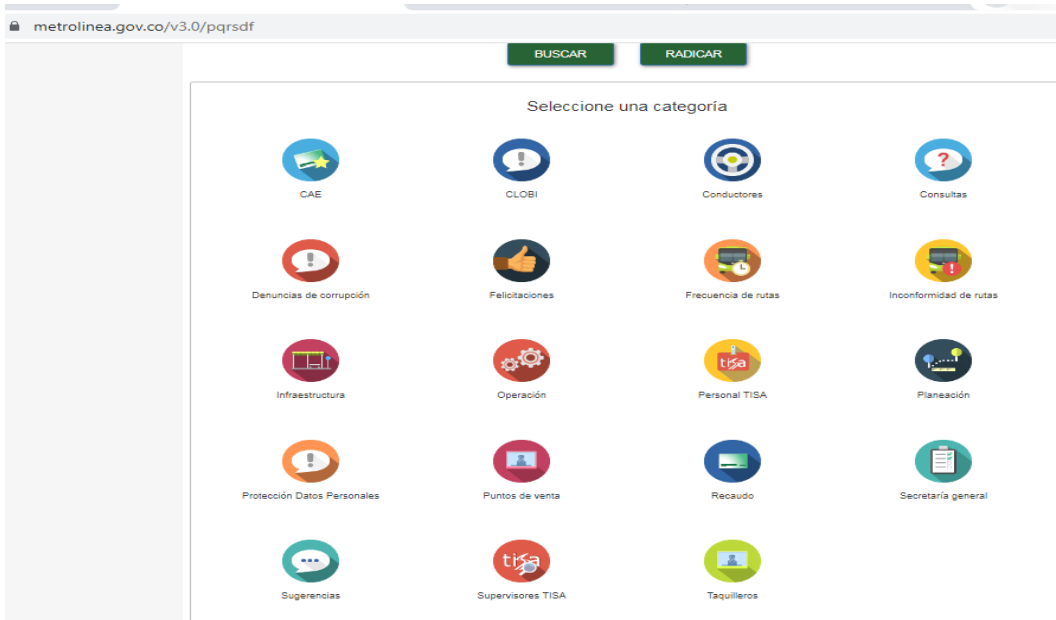 metrolinea.gov.co/v3.0/pqrsdf
BUSCAR RADICAR
Seleccione una categoría
CAE CLOBI Conductores Consultas
Denuncias de corrupción Felicitaciones Frecuencia de rutas Inconformidad de rutas
tisa
Infraestructura Operación Personal TISA Planeación
Protección Datos Personales Puntos de venta Recaudo Secretaría general
tisa
Sugerencias Supervisores TISA Taquilleros